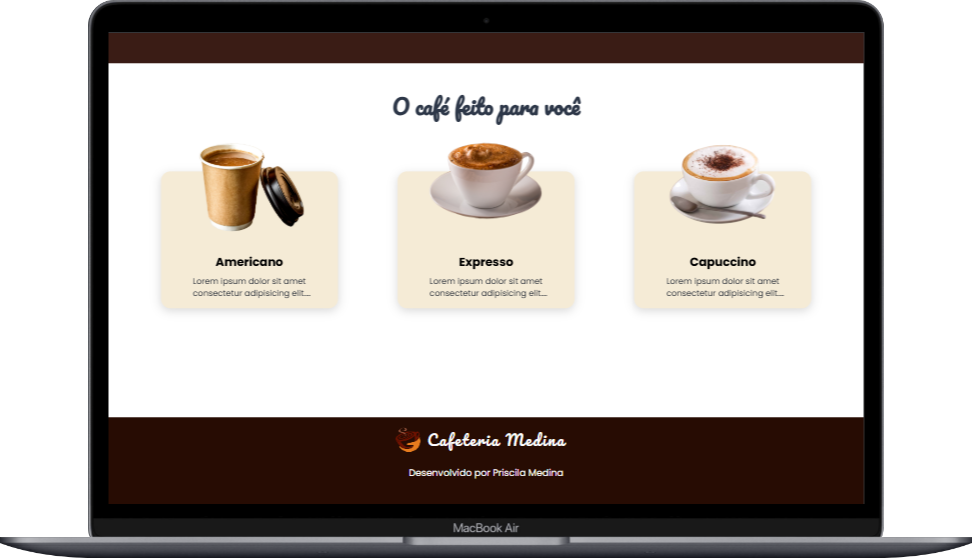 O café feito para você
Americano
Lorem ipsum dolor sit amet
consectetur adipisicing elit....
Expresso
Lorem ipsum dolor sit amet
consectetur adipisicing elit....
Capuccino
Lorem ipsum dolor sit amet
consectetur adipisicing elit....
Cafeteria Medina
Desenvolvido por Priscila Medina
MacBook Air